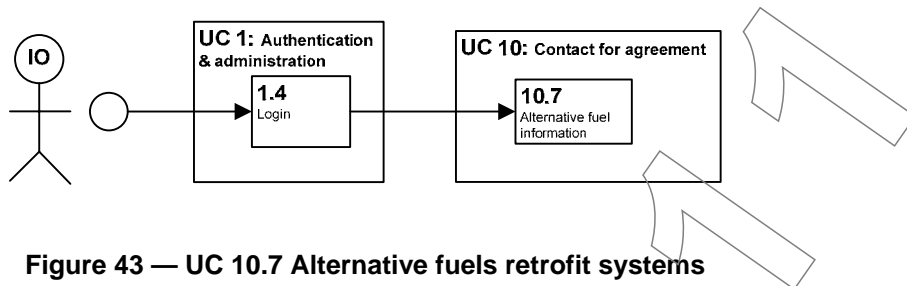 IO
UC 1: Authentication
& administration
1.4
Login
UC 10: Contact for agreement
10.7
Alternative fuel
information
Figure 43 — UC 10.7 Alternative fuels retrofit systems